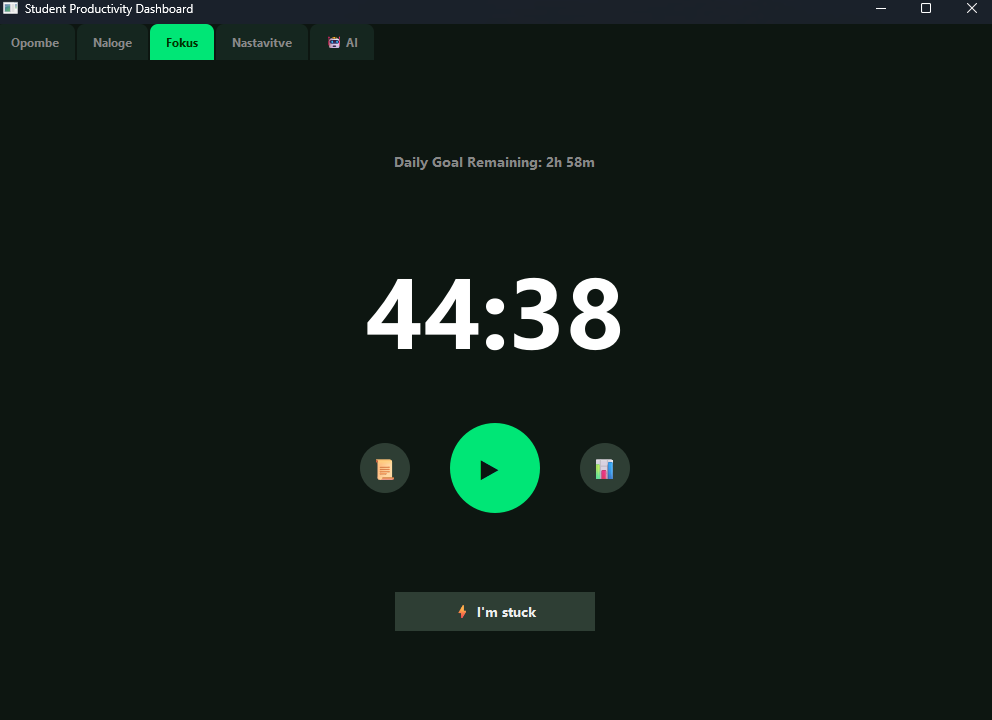 Student Productivity Dashboard
Opombe Naloge Fokus Nastavitve AI
Daily Goal Remaining: 2h 58m
44:38
I'm stuck